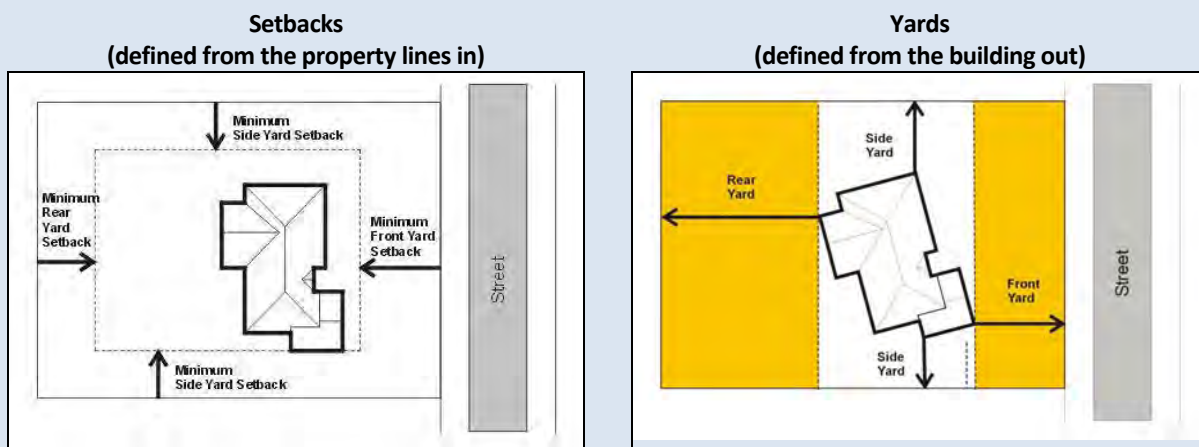 Setbacks
(defined from the property lines in)
Minimum
Side Yard Setback
Minimum
Rear
Yard
Setback
Minimum
Front Yard
Setback
Street
Minimum
Side Yard Setback
Yards
(defined from the building out)
Side
Yard
Rear
Yard
Front
Yard
Street
Side
Yard